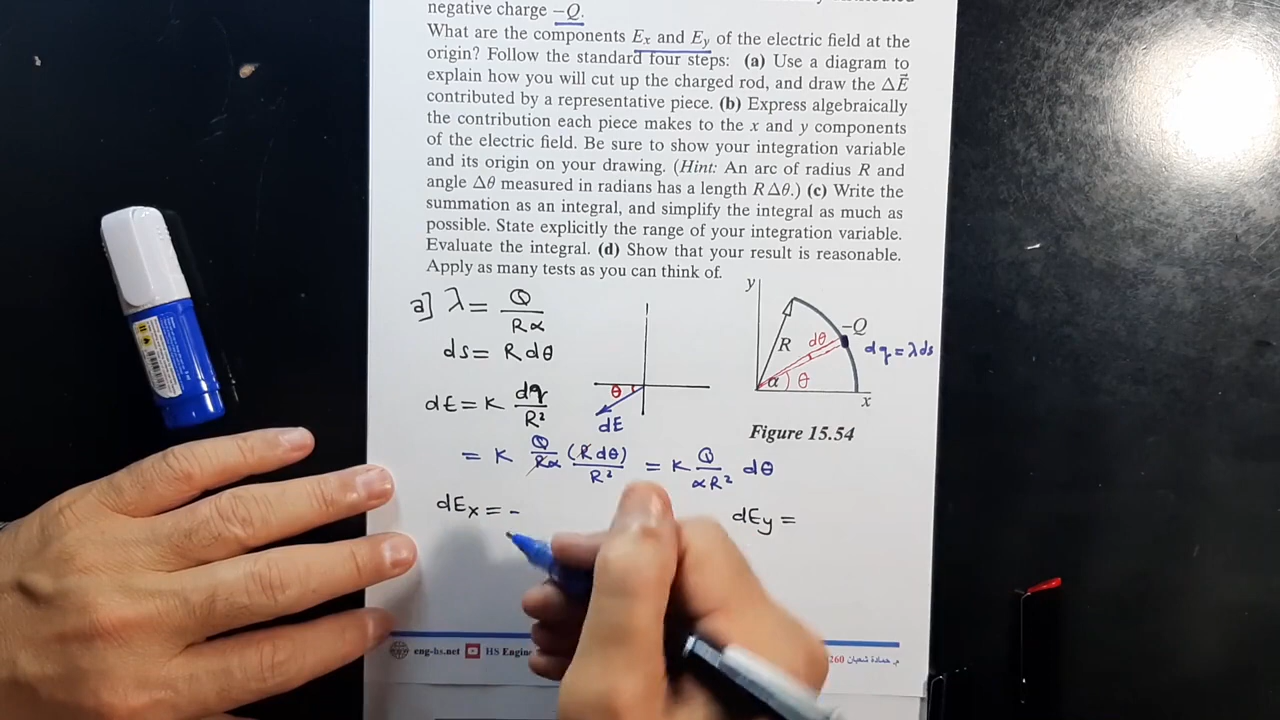 negative charge −Q.
What are the components Ex and Ey of the electric field at the
origin? Follow the standard four steps: (a) Use a diagram to
explain how you will cut up the charged rod, and draw the ΔE⃗
contributed by a representative piece. (b) Express algebraically
the contribution each piece makes to the x and y components
of the electric field. Be sure to show your integration variable
and its origin on your drawing. (Hint: An arc of radius R and
angle Δθ measured in radians has a length R Δθ.) (c) Write the
summation as an integral, and simplify the integral as much as
possible. State explicitly the range of your integration variable.
Evaluate the integral. (d) Show that your result is reasonable.
Apply as many tests as you can think of.
a] λ = Q / Rα
ds = R dθ
dE = K dq / R²
= K Q / Rα (R dθ) / R² = K Q / αR² dθ
dEx = -
dEy =
θ
dE
y
R
dθ
−Q
dq = λds
α
θ
x
Figure 15.54
eng-hs.net
HS Engine
260 م. حمادة شعبان